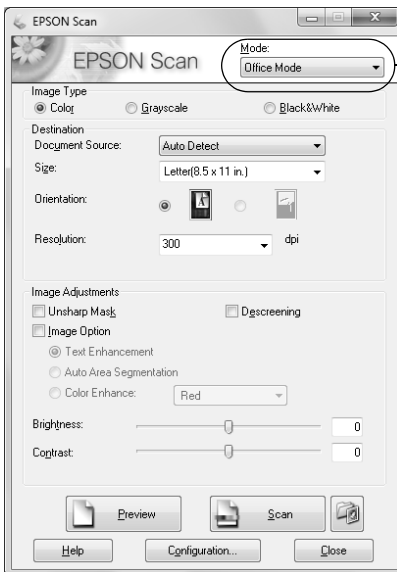 EPSON Scan
EPSON Scan
Mode:
Office Mode
Image Type
Color Grayscale Black&White
Destination
Document Source: Auto Detect
Size: Letter(8.5 x 11 in.)
Orientation:
Resolution: 300 dpi
Image Adjustments
Unsharp Mask Descreening
Image Option
Text Enhancement
Auto Area Segmentation
Color Enhance: Red
Brightness: 0
Contrast: 0
Preview Scan
Help Configuration... Close